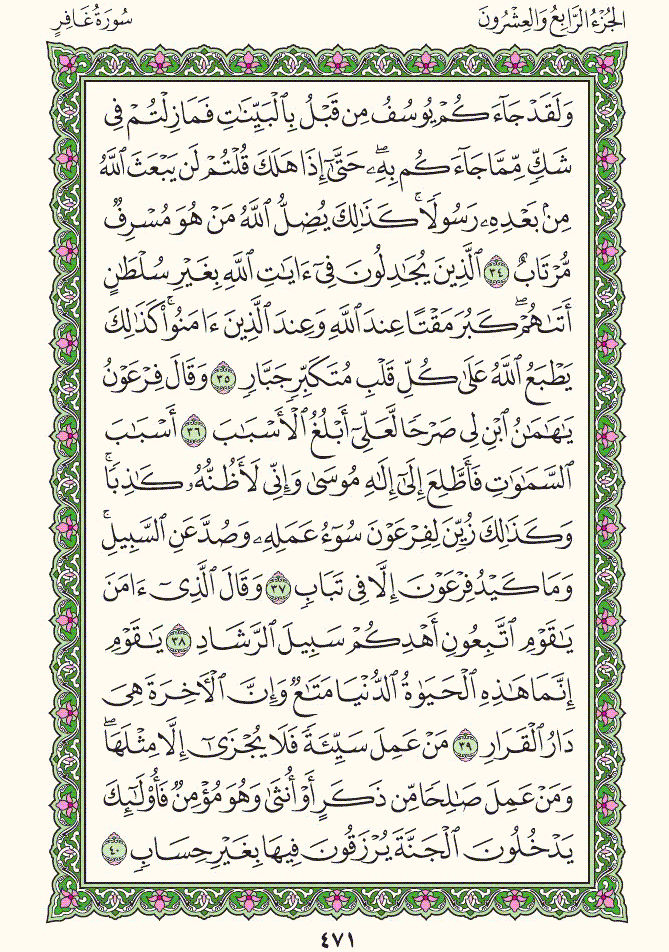 الجُزْءُ الرَّابِعُ وَالعِشْرُونَ
سُورَةُ غَافِرٍ
وَلَقَدْ جَآءَكُمْ يُوسُفُ مِن قَبْلُ بِٱلْبَيِّنَٰتِ فَمَا زِلْتُمْ فِى
شَكٍّ مِّمَّا جَآءَكُم بِهِۦۖ حَتَّىٰٓ إِذَا هَلَكَ قُلْتُمْ لَن يَبْعَثَ ٱللَّهُ
مِنۢ بَعْدِهِۦ رَسُولًاۚ كَذَٰلِكَ يُضِلُّ ٱللَّهُ مَنْ هُوَ مُسْرِفٌ
مُّرْتَابٌ ٣٤ ٱلَّذِينَ يُجَٰدِلُونَ فِىٓ ءَايَٰتِ ٱللَّهِ بِغَيْرِ سُلْطَٰنٍ
أَتَىٰهُمْۖ كَبُرَ مَقْتًا عِندَ ٱللَّهِ وَعِندَ ٱلَّذِينَ ءَامَنُوا۟ۚ كَذَٰلِكَ
يَطْبَعُ ٱللَّهُ عَلَىٰ كُلِّ قَلْبِ مُتَكَبِّرٍ جَبَّارٍ ٣٥ وَقَالَ فِرْعَوْنُ
يَٰهَٰمَٰنُ ٱبْنِ لِى صَرْحًا لَّعَلِّىٓ أَبْلُغُ ٱلْأَسْبَٰبَ ٣٦ أَسْبَٰبَ
ٱلسَّمَٰوَٰتِ فَأَطَّلِعَ إِلَىٰٓ إِلَٰهِ مُوسَىٰ وَإِنِّى لَأَظُنُّهُۥ كَٰذِبًاۚ
وَكَذَٰلِكَ زُيِّنَ لِفِرْعَوْنَ سُوٓءُ عَمَلِهِۦ وَصُدَّ عَنِ ٱلسَّبِيلِۚ
وَمَا كَيْدُ فِرْعَوْنَ إِلَّا فِى تَبَابٍ ٣٧ وَقَالَ ٱلَّذِىٓ ءَامَنَ
يَٰقَوْمِ ٱتَّبِعُونِ أَهْدِكُمْ سَبِيلَ ٱلرَّشَادِ ٣٨ يَٰقَوْمِ
إِنَّمَا هَٰذِهِ ٱلْحَيَوٰةُ ٱلدُّنْيَا مَتَٰعٌ وَإِنَّ ٱلْءَاخِرَةَ هِىَ
دَارُ ٱلْقَرَارِ ٣٩ مَنْ عَمِلَ سَيِّئَةً فَلَا يُجْزَىٰٓ إِلَّا مِثْلَهَاۖ
وَمَنْ عَمِلَ صَٰلِحًا مِّن ذَكَرٍ أَوْ أُنثَىٰ وَهُوَ مُؤْمِنٌ فَأُو۟لَٰٓئِكَ
يَدْخُلُونَ ٱلْجَنَّةَ يُرْزَقُونَ فِيهَا بِغَيْرِ حِسَابٍ ٤٠
٤٧١